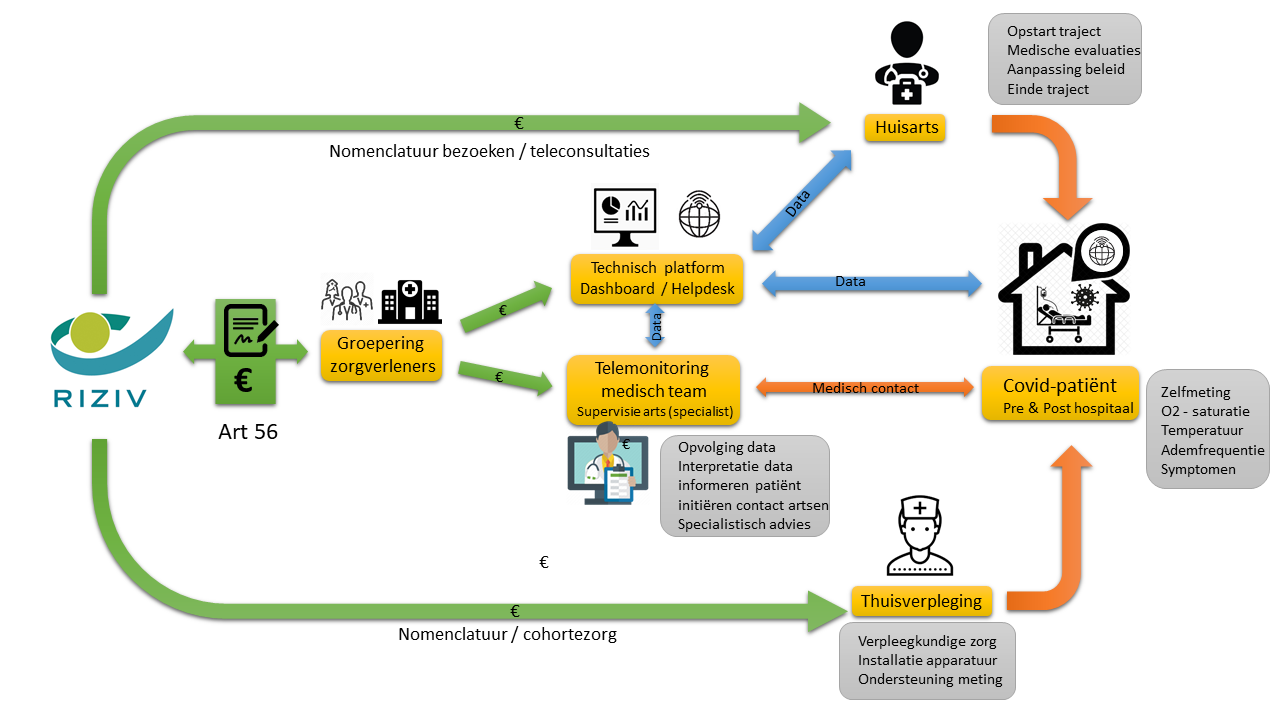 Opstart traject
Medische evaluaties
Aanpassing beleid
Einde traject
Huisarts
€
Nomenclatuur bezoeken / teleconsultaties
Data
Technisch platform
Dashboard / Helpdesk
Data
€
Groepering
zorgverleners
€
RIZIV
Art 56
€
Data
Telemonitoring
medisch team
Supervisie arts (specialist)
€
Medisch contact
Covid-patiënt
Pre & Post hospitaal
Zelfmeting
O2 - saturatie
Temperatuur
Ademfrequentie
Symptomen
Opvolging data
Interpretatie data
informeren patiënt
initiëren contact artsen
Specialistisch advies
€
€
Nomenclatuur / cohortezorg
Thuisverpleging
Verpleegkundige zorg
Installatie apparatuur
Ondersteuning meting